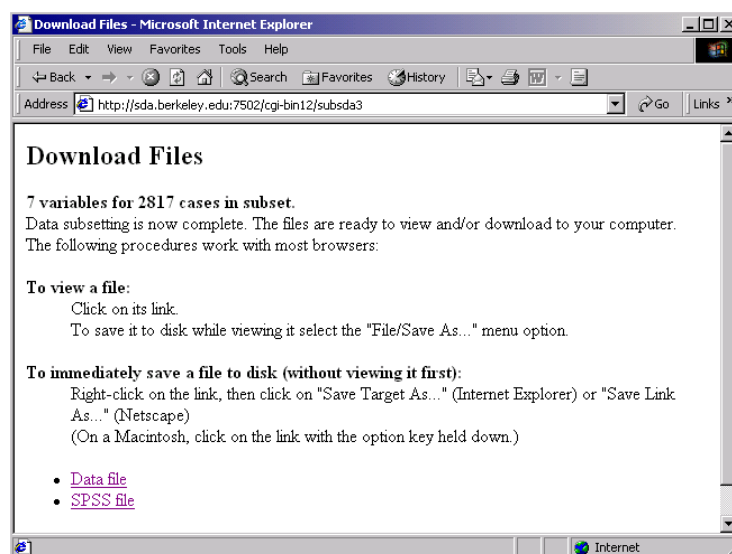 Download Files - Microsoft Internet Explorer
File Edit View Favorites Tools Help
Back Search Favorites History
Address http://sda.berkeley.edu:7502/cgi-bin12/subsda3 Go Links
Download Files
7 variables for 2817 cases in subset.
Data subsetting is now complete. The files are ready to view and/or download to your computer.
The following procedures work with most browsers:
To view a file:
Click on its link.
To save it to disk while viewing it select the "File/Save As..." menu option.
To immediately save a file to disk (without viewing it first):
Right-click on the link, then click on "Save Target As..." (Internet Explorer) or "Save Link
As..." (Netscape)
(On a Macintosh, click on the link with the option key held down.)
• Data file
• SPSS file
Internet